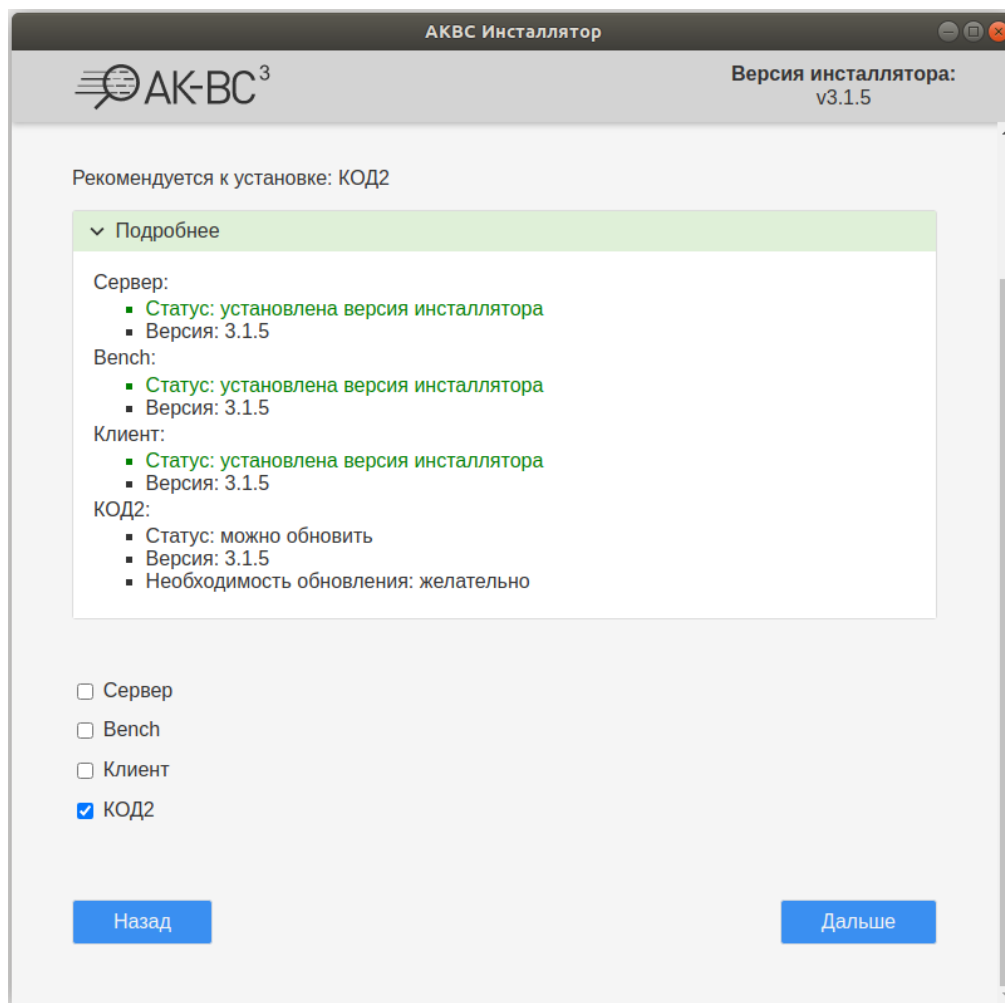 АКВС Инсталлятор
АК-ВС³
Версия инсталлятора:
v3.1.5
Рекомендуется к установке: КОД2
Подробнее
Сервер:
Статус: установлена версия инсталлятора
Версия: 3.1.5
Bench:
Статус: установлена версия инсталлятора
Версия: 3.1.5
Клиент:
Статус: установлена версия инсталлятора
Версия: 3.1.5
КОД2:
Статус: можно обновить
Версия: 3.1.5
Необходимость обновления: желательно
Сервер
Bench
Клиент
КОД2
Назад
Дальше